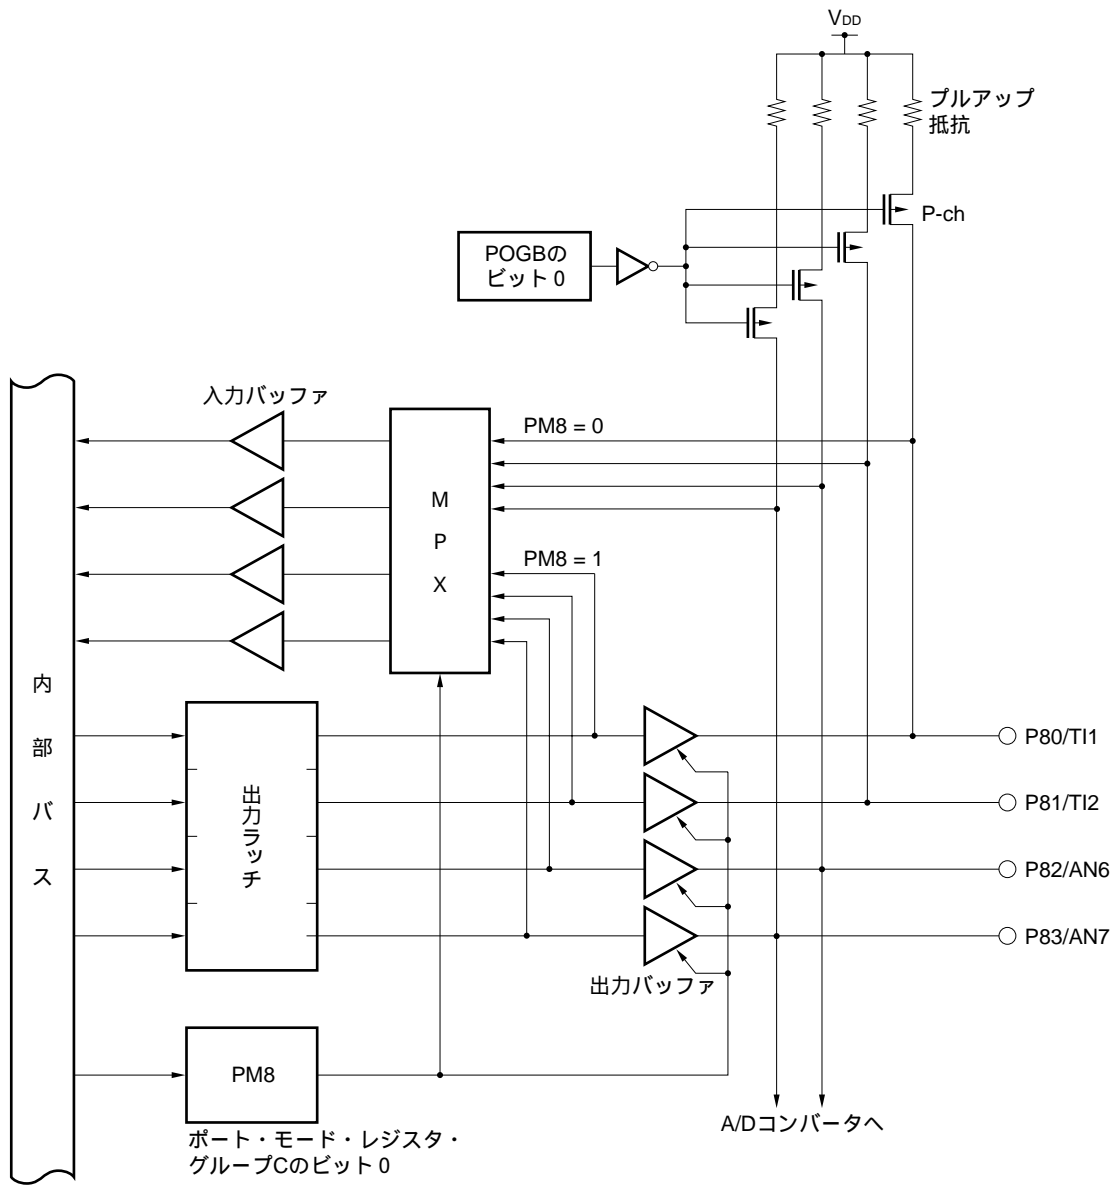 VDD
プルアップ
抵抗
P-ch
POGBの
ビット0
入力バッファ
PM8 = 0
M
P
X
PM8 = 1
内
部
バ
ス
出力ラッチ
P80/TI1
P81/TI2
P82/AN6
P83/AN7
出力バッファ
PM8
A/Dコンバータへ
ポート・モード・レジスタ・
グループCのビット0